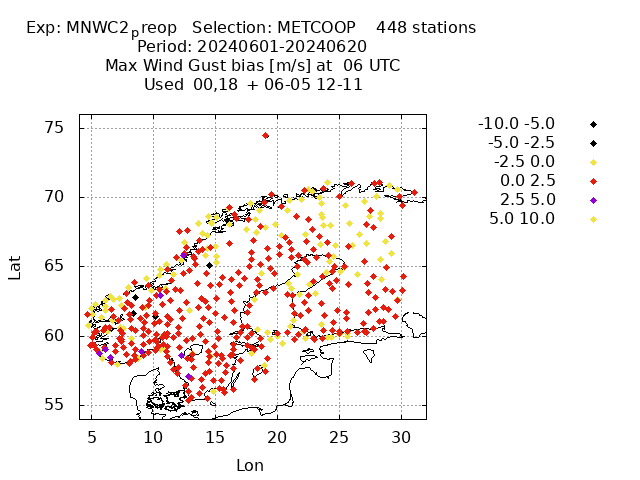 Exp: MNWC2preop   Selection: METCOOP    448 stations
Period: 20240601-20240620
Max Wind Gust bias [m/s] at  06 UTC
Used  00,18  + 06-05 12-11
75
70
65
60
55
5 10 15 20 25 30
Lat
Lon
-10.0 -5.0
-5.0 -2.5
-2.5 0.0
0.0 2.5
2.5 5.0
5.0 10.0